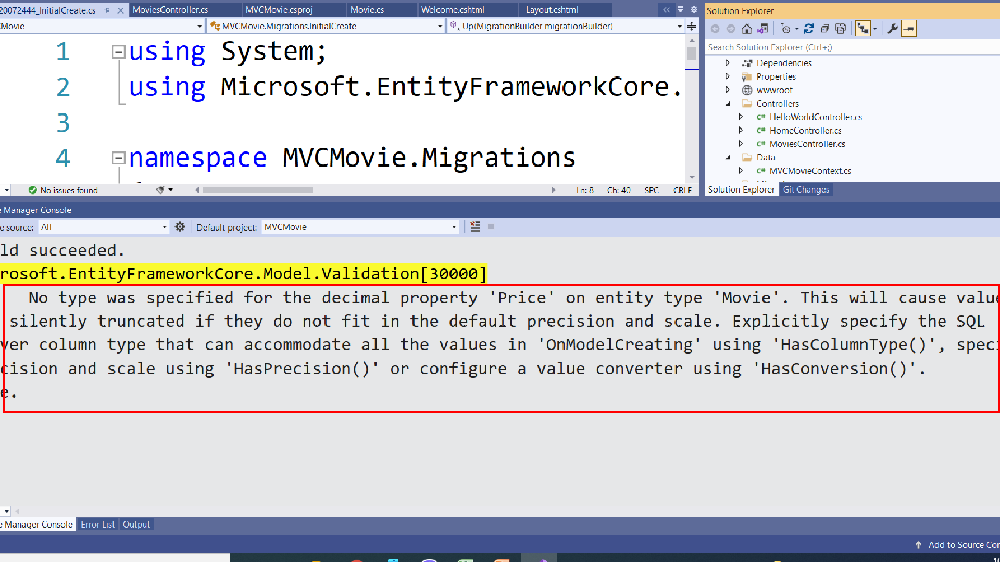 20072444_InitialCreate.cs
MoviesController.cs
MVCMovie.csproj
Movie.cs
Welcome.cshtml
_Layout.cshtml
Solution Explorer
Movie
MVCMovie.Migrations.InitialCreate
Up(MigrationBuilder migrationBuilder)
Search Solution Explorer (Ctrl+;)
1 using System;
2 using Microsoft.EntityFrameworkCore.
3
4 namespace MVCMovie.Migrations
Dependencies
Properties
wwwroot
Controllers
HelloWorldController.cs
HomeController.cs
MoviesController.cs
Data
MVCMovieContext.cs
No issues found
Ln: 8 Ch: 40 SPC CRLF
Solution Explorer Git Changes
e Manager Console
e source: All Default project: MVCMovie
ld succeeded.
rosoft.EntityFrameworkCore.Model.Validation[30000]
No type was specified for the decimal property 'Price' on entity type 'Movie'. This will cause value
silently truncated if they do not fit in the default precision and scale. Explicitly specify the SQL
ver column type that can accommodate all the values in 'OnModelCreating' using 'HasColumnType()', speci
cision and scale using 'HasPrecision()' or configure a value converter using 'HasConversion()'.
e.
e Manager Console Error List Output
Add to Source Con